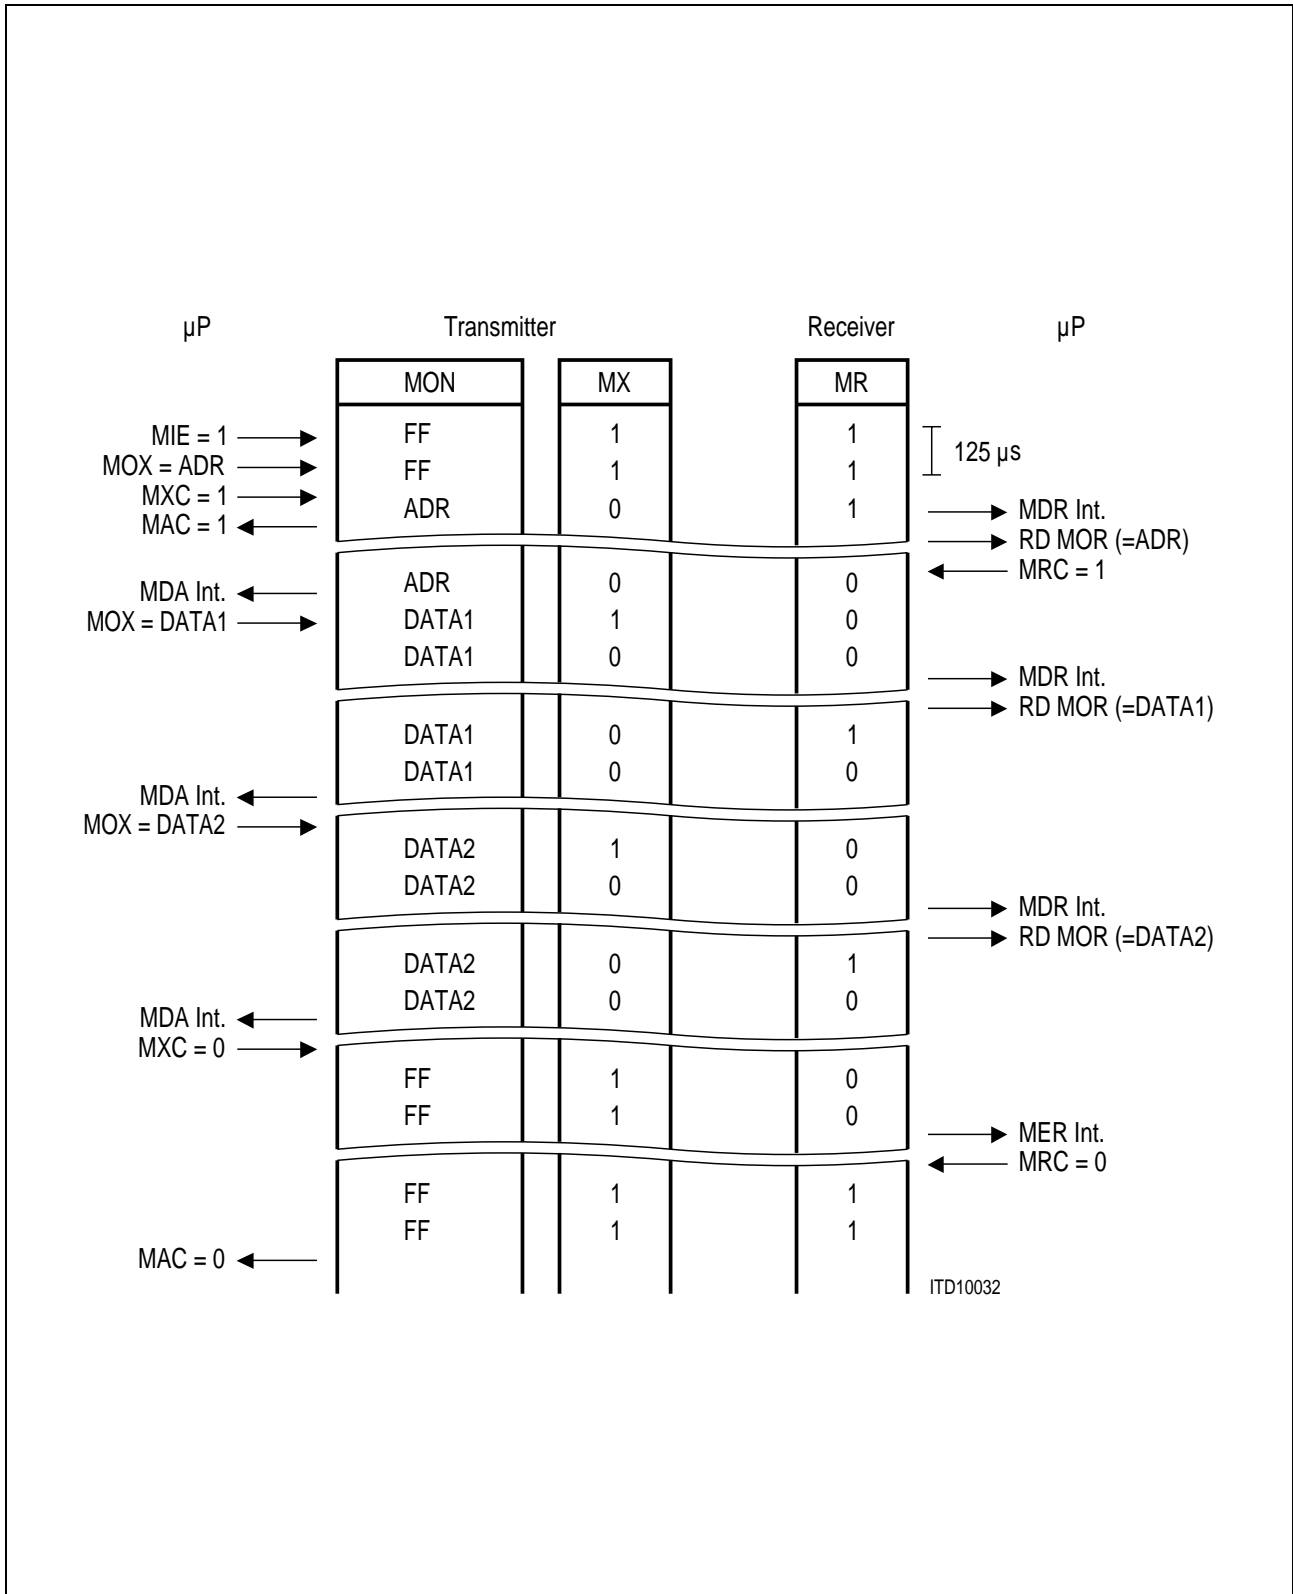 µP Transmitter Receiver µP
MON MX MR
MIE = 1 FF 1 1
125 µs
MOX = ADR FF 1 1
MXC = 1 ADR 0 1 MDR Int.
MAC = 1
RD MOR (=ADR)
MRC = 1
MDA Int. ADR 0 0
MOX = DATA1 DATA1 1 0
DATA1 0 0
MDR Int.
RD MOR (=DATA1)
DATA1 0 1
DATA1 0 0
MDA Int.
MOX = DATA2
DATA2 1 0
DATA2 0 0
MDR Int.
RD MOR (=DATA2)
DATA2 0 1
DATA2 0 0
MDA Int.
MXC = 0
FF 1 0
FF 1 0
MER Int.
MRC = 0
FF 1 1
FF 1 1
MAC = 0
ITD10032